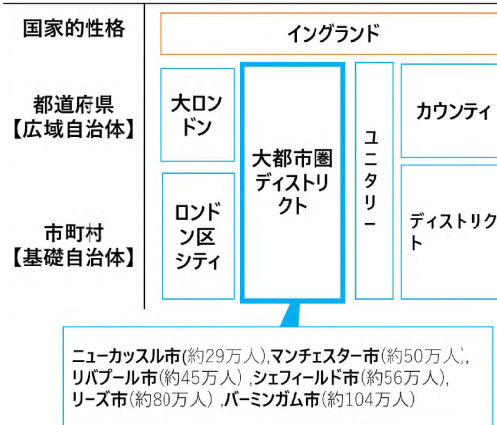 国家的性格
イングランド
都道府県
【広域自治体】
大ロン
ドン
カウンティ
大都市圏
ディストリ
クト
ユニタリー
市町村
【基礎自治体】
ロンド
ン区
シティ
ディストリク
ト
ニューカッスル市(約29万人),マンチェスター市(約50万人),
リバプール市(約45万人) ,シェフィールド市(約56万人),
リーズ市(約80万人) ,バーミンガム市(約104万人)